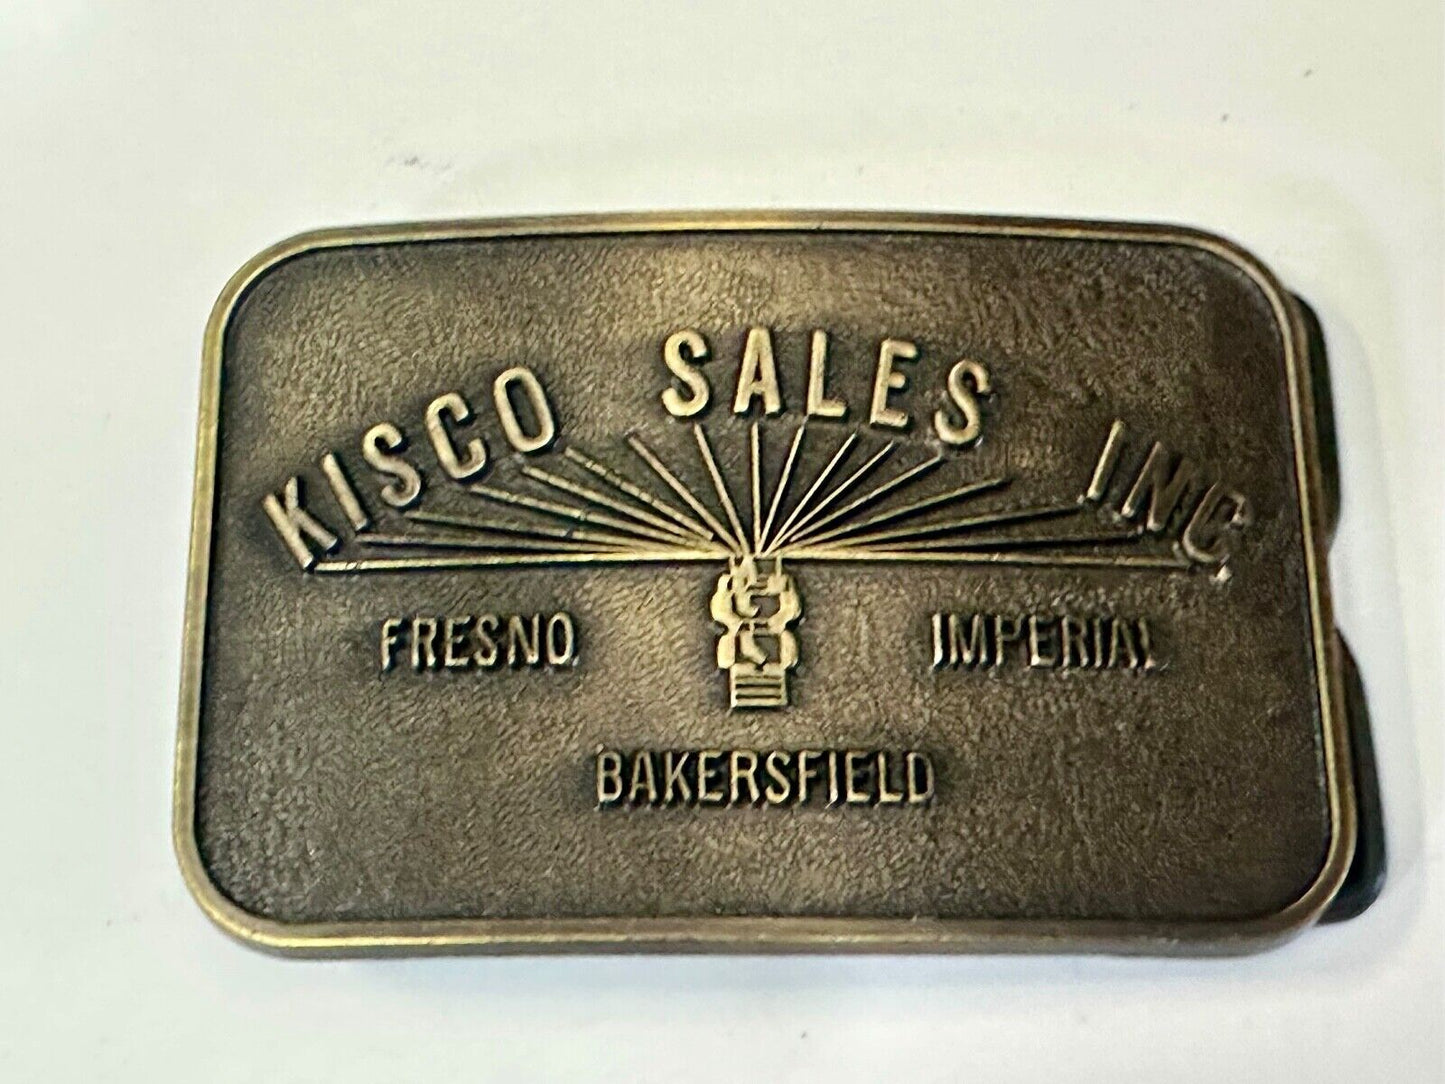 KISCO SALES INC
FRESNO IMPERIAL
BAKERSFIELD